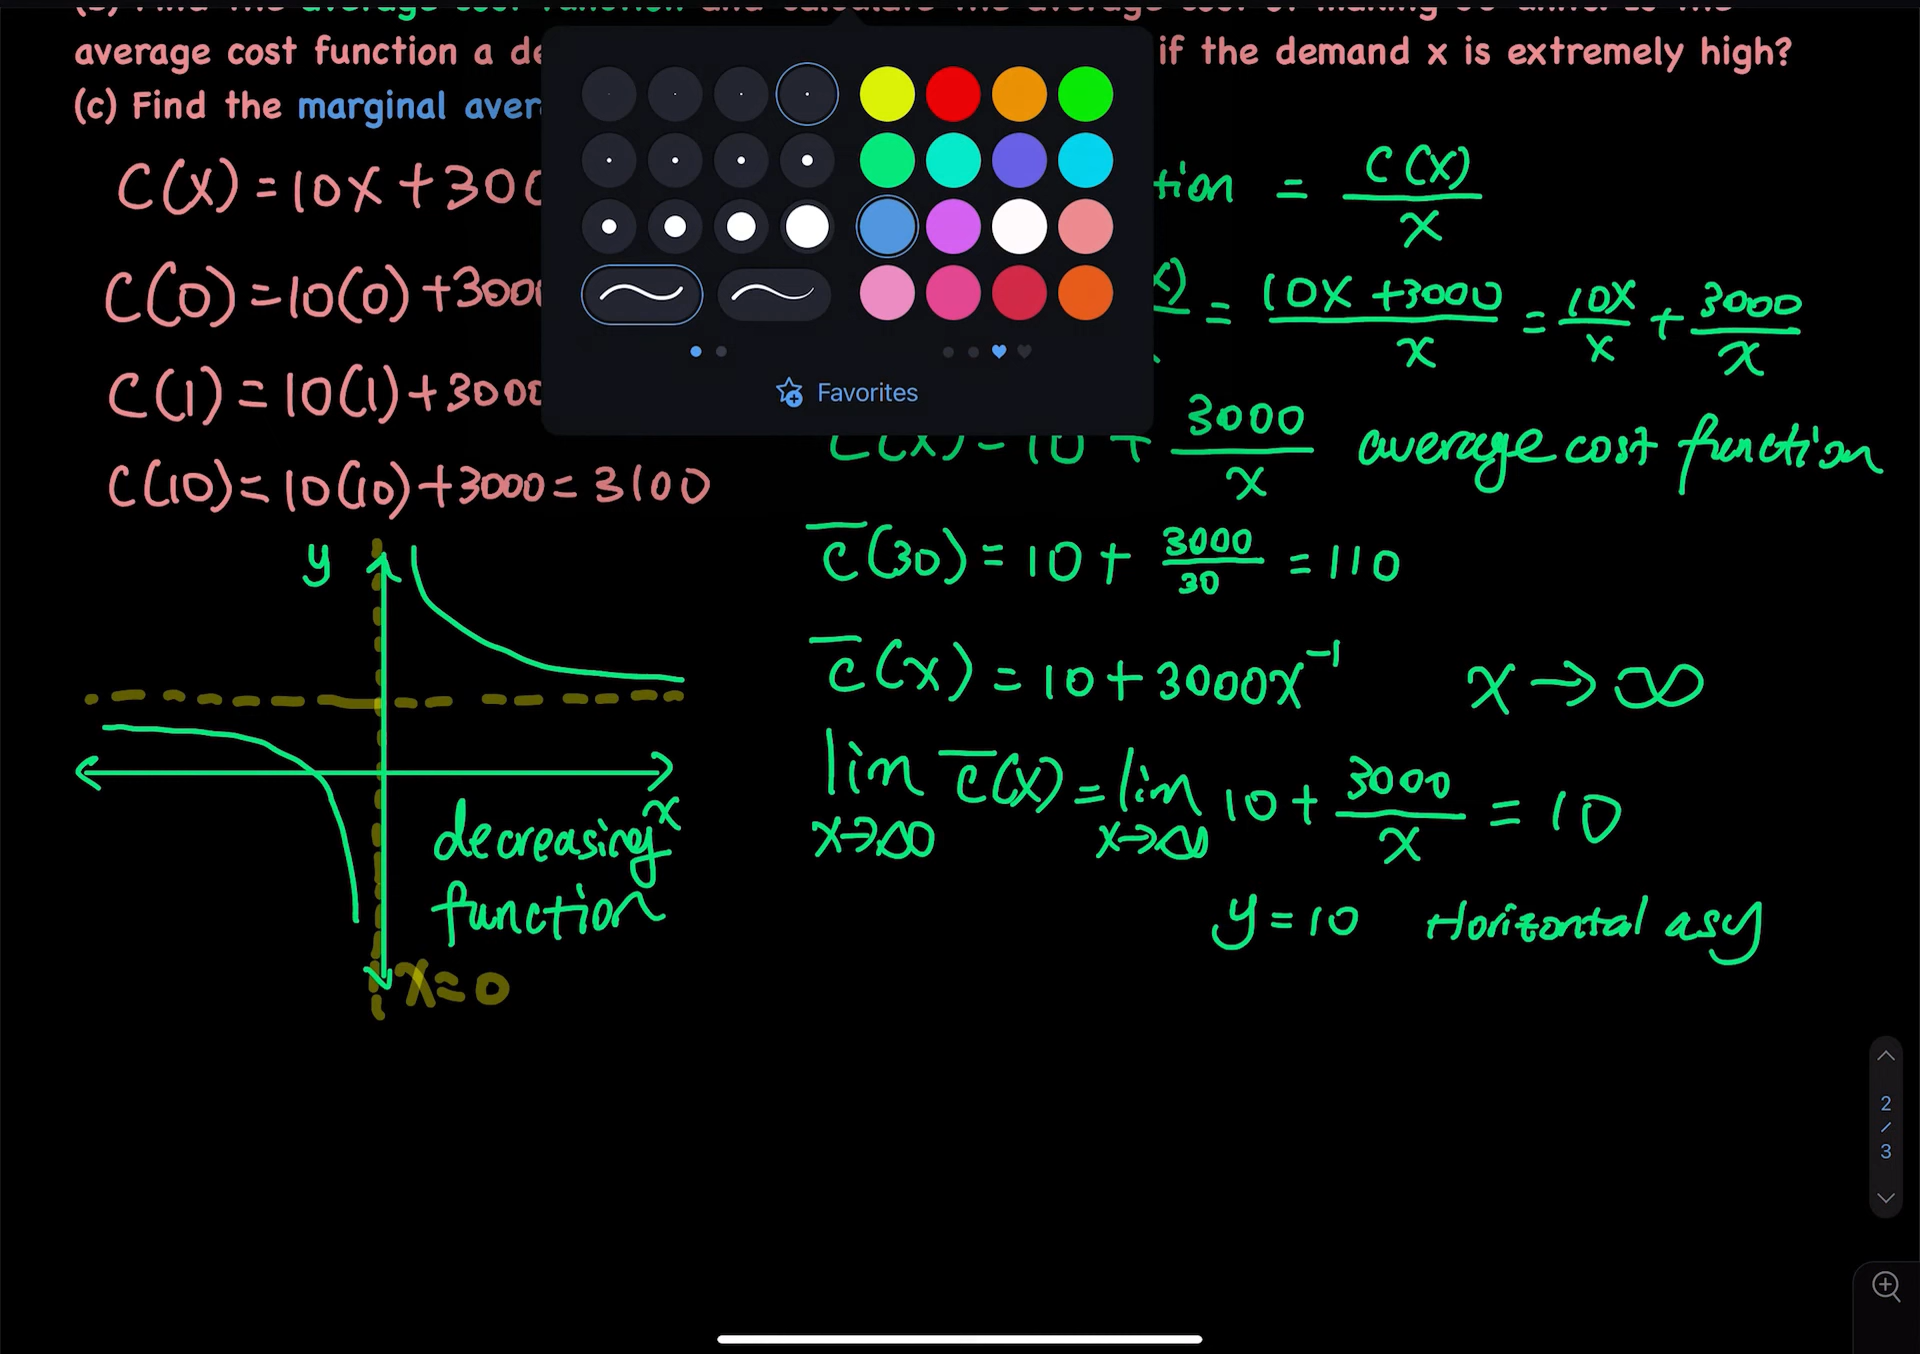 average cost function a de if the demand x is extremely high?
(c) Find the marginal aver
C(x) = 10x + 300
C(0) = 10(0) + 3000
C(1) = 10(1) + 3000
C(10) = 10(10) + 3000 = 3100
tion = C(x)/x
x) = (10x + 3000)/x = 10x/x + 3000/x
C(x) = 10 + 3000/x average cost function
C̅(30) = 10 + 3000/30 = 110
C̅(x) = 10 + 3000x⁻¹ x → ∞
lim x→∞ C̅(x) = lim x→∞ 10 + 3000/x = 10
y = 10 Horizontal asy
y
x
decreasing
function
x = 0
Favorites
2
/
3